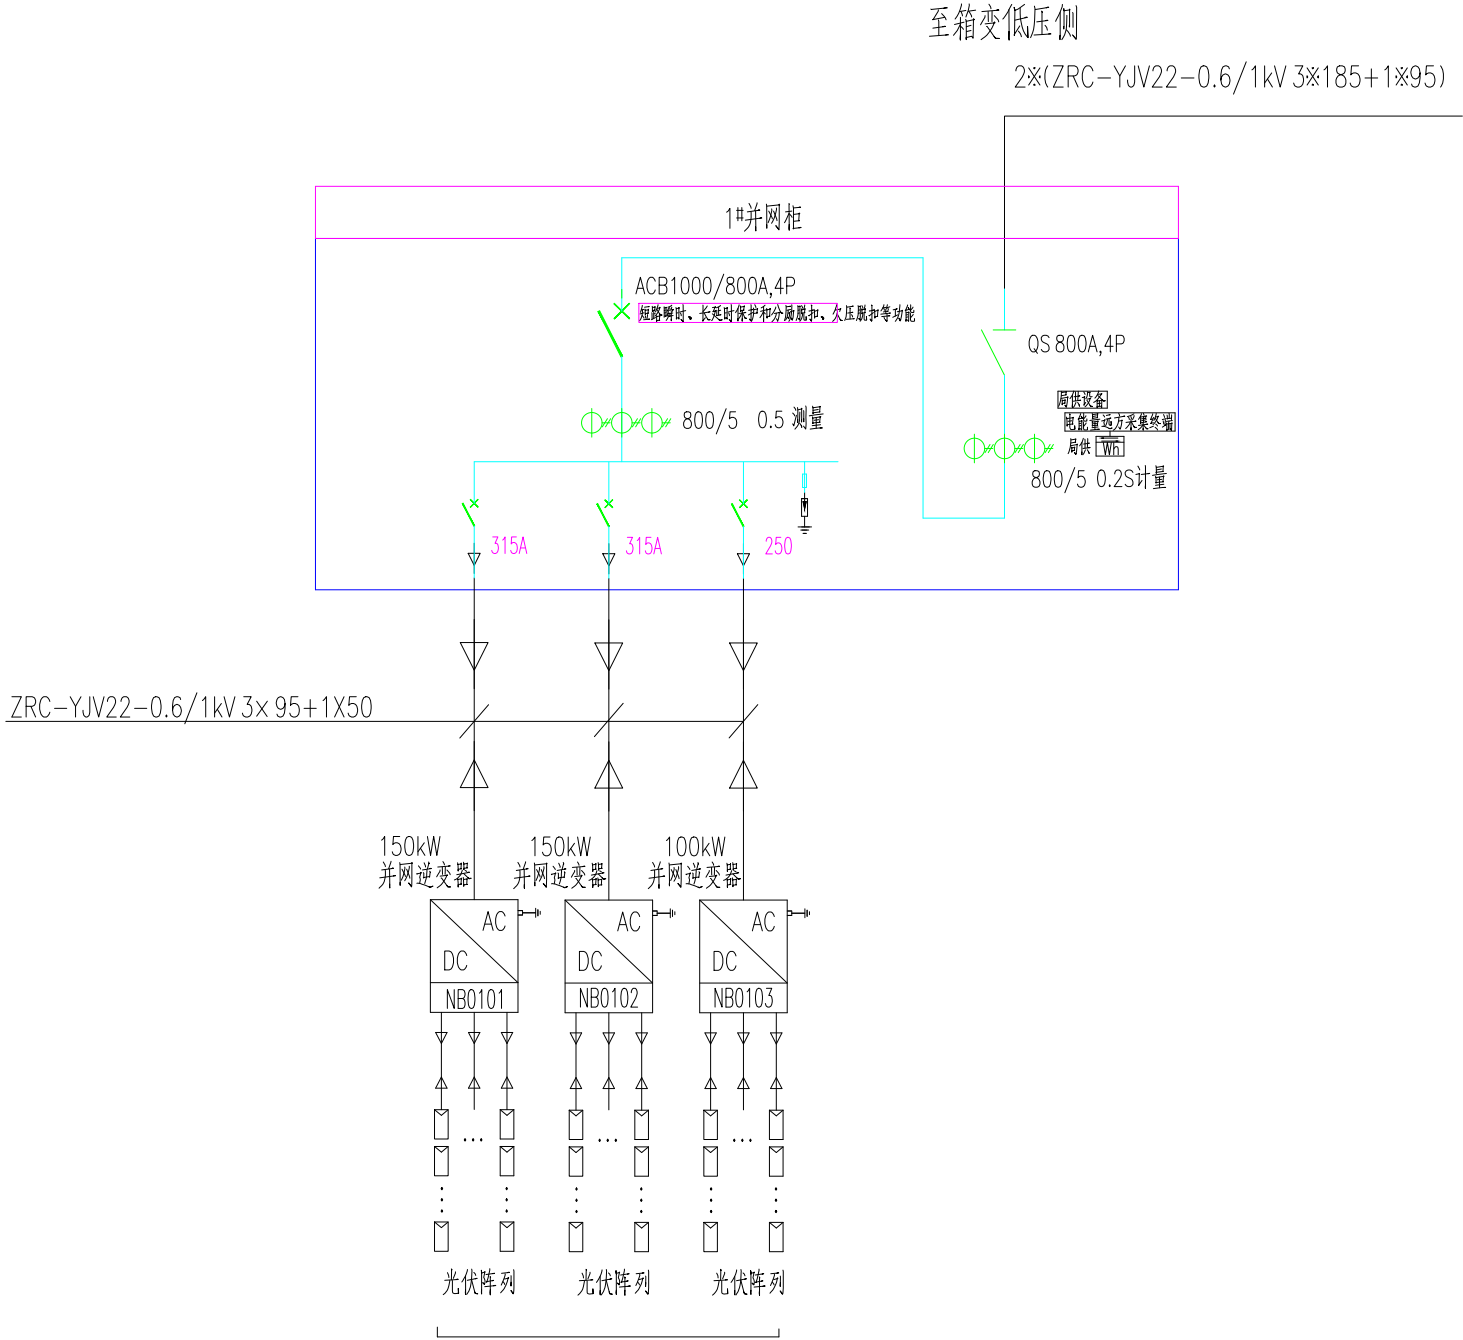 至箱变低压侧
2※(ZRC-YJV22-0.6/1kV 3※185+1※95)
1#并网柜
ACB1000/800A,4P
短路瞬时、长延时保护和分励脱扣、欠压脱扣等功能
QS 800A,4P
局供设备
电能量远方采集终端
局供 Wh
800/5 0.2S计量
800/5 0.5 测量
315A
315A
250
ZRC-YJV22-0.6/1kV 3×95+1X50
150kW
并网逆变器
150kW
并网逆变器
100kW
并网逆变器
AC
DC
NB0101
AC
DC
NB0102
AC
DC
NB0103
光伏阵列
光伏阵列
光伏阵列